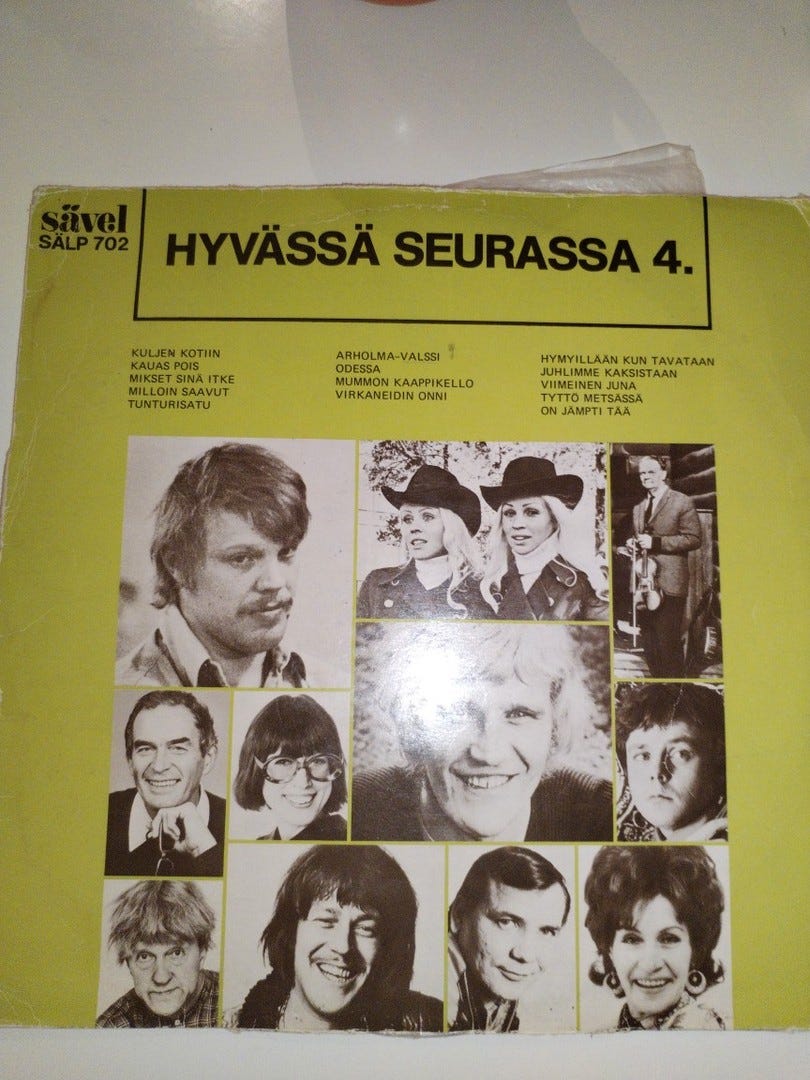 sävel
SÄLP 702
HYVÄSSÄ SEURASSA 4.
KULJEN KOTIIN
KAUAS POIS
MIKSET SINÄ ITKE
MILLOIN SAAVUT
TUNTURISATU
ARHOLMA-VALSSI
ODESSA
MUMMON KAAPPIKELLO
VIRKANEIDIN ONNI
HYMYILLÄÄN KUN TAVATAAN
JUHLIMME KAKSISTAAN
VIIMEINEN JUNA
TYTTÖ METSÄSSÄ
ON JÄMPTI TÄÄ